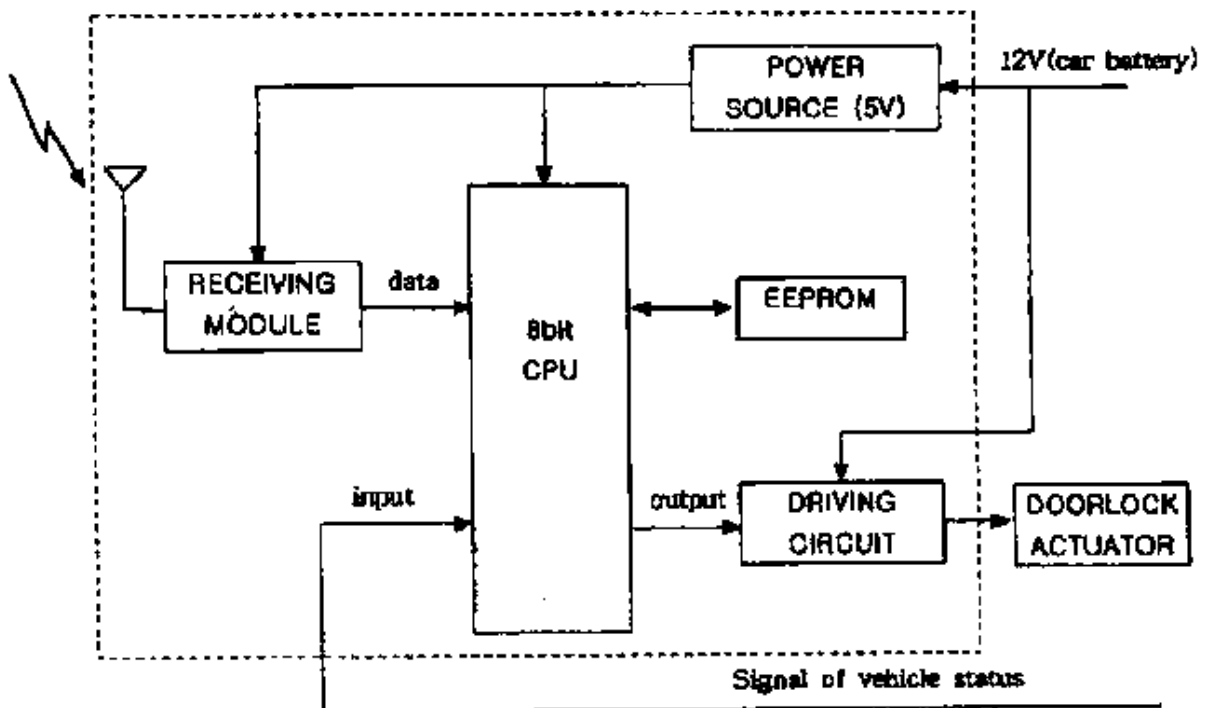 POWER
SOURCE (5V)
12V(car battery)
RECEIVING
MODULE
data
8bit
CPU
EEPROM
input
output
DRIVING
CIRCUIT
DOORLOCK
ACTUATOR
Signal of vehicle status